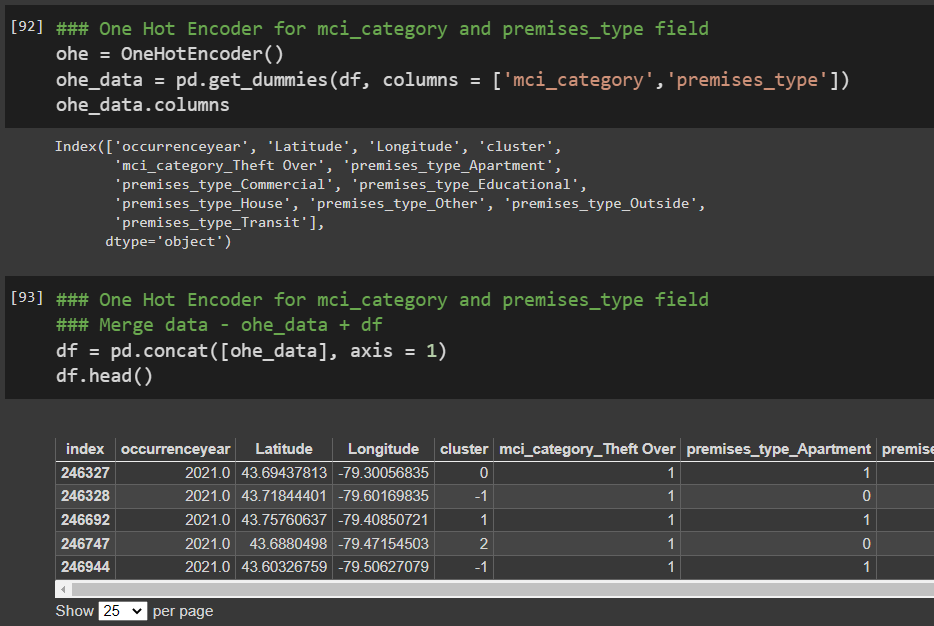 [92] ### One Hot Encoder for mci_category and premises_type field
ohe = OneHotEncoder()
ohe_data = pd.get_dummies(df, columns = ['mci_category','premises_type'])
ohe_data.columns
Index(['occurrenceyear', 'Latitude', 'Longitude', 'cluster',
'mci_category_Theft Over', 'premises_type_Apartment',
'premises_type_Commercial', 'premises_type_Educational',
'premises_type_House', 'premises_type_Other', 'premises_type_Outside',
'premises_type_Transit'],
dtype='object')
[93] ### One Hot Encoder for mci_category and premises_type field
### Merge data - ohe_data + df
df = pd.concat([ohe_data], axis = 1)
df.head()
index occurrenceyear Latitude Longitude cluster mci_category_Theft Over premises_type_Apartment premise
246327 2021.0 43.69437813 -79.30056835 0 1 1
246328 2021.0 43.71844401 -79.60169835 -1 1 0
246692 2021.0 43.75760637 -79.40850721 1 1 1
246747 2021.0 43.6880498 -79.47154503 2 1 0
246944 2021.0 43.60326759 -79.50627079 -1 1 1
Show 25 per page